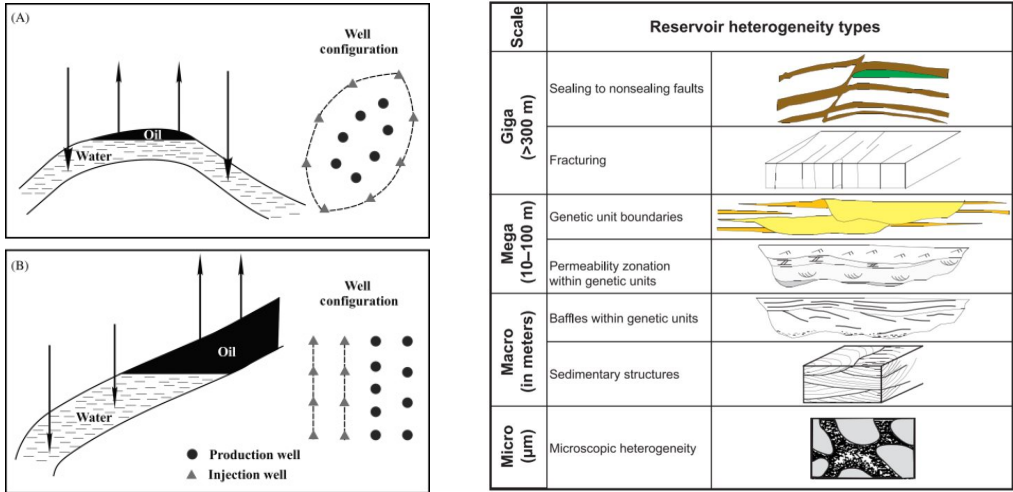 (A)
Well
configuration
Oil
Water
(B)
Well
configuration
Oil
Water
Production well
Injection well
Scale
Reservoir heterogeneity types
Giga
(>300 m)
Sealing to nonsealing faults
Fracturing
Mega
(10–100 m)
Genetic unit boundaries
Permeability zonation
within genetic units
Macro
(in meters)
Baffles within genetic units
Sedimentary structures
Micro
(µm)
Microscopic heterogeneity